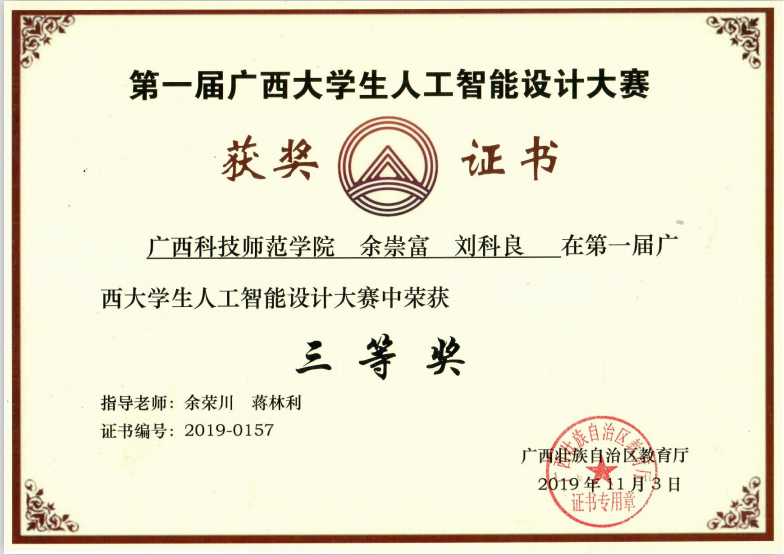 第一届广西大学生人工智能设计大赛
获奖 证书
广西科技师范学院 余崇富 刘科良 在第一届广
西大学生人工智能设计大赛中荣获
三等奖
指导老师：余荣川 蒋林利
证书编号：2019-0157
广西壮族自治区教育厅
2019年11月3日
广西壮族自治区教育厅
证书专用章